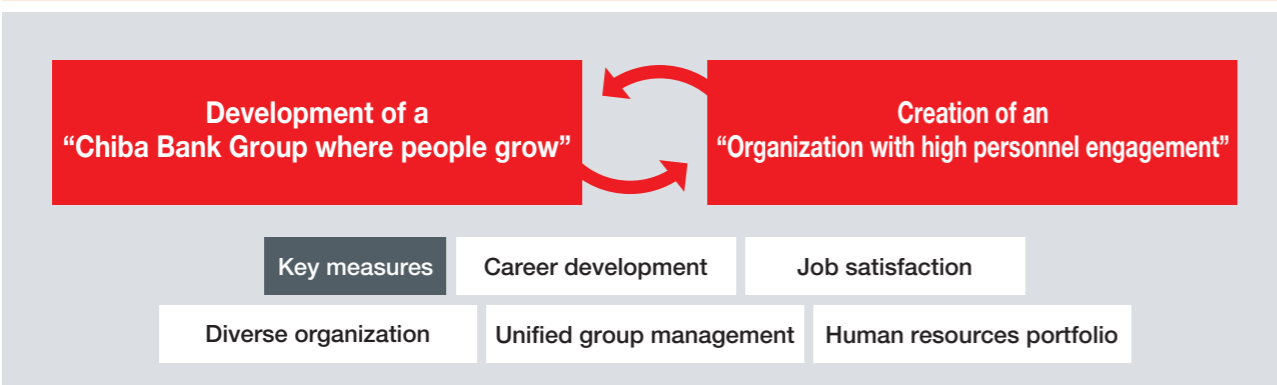 Development of a
“Chiba Bank Group where people grow”
Creation of an
“Organization with high personnel engagement”
Key measures
Career development
Job satisfaction
Diverse organization
Unified group management
Human resources portfolio